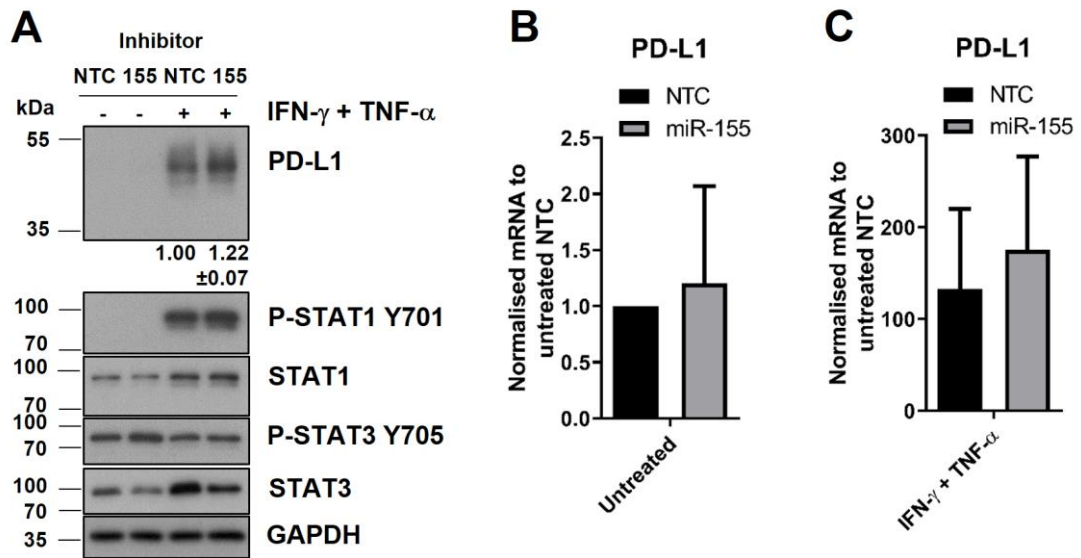 A
Inhibitor
NTC 155 NTC 155
kDa
- - + + IFN-γ + TNF-α
55
PD-L1
35
1.00 1.22
±0.07
100
P-STAT1 Y701
70
100
STAT1
70
100
P-STAT3 Y705
70
100
STAT3
70
35
GAPDH
B
PD-L1
NTC
miR-155
Normalised mRNA to
untreated NTC
2.5
2.0
1.5
1.0
0.5
0.0
Untreated
C
PD-L1
NTC
miR-155
Normalised mRNA to
untreated NTC
300
200
100
0
IFN-γ + TNF-α